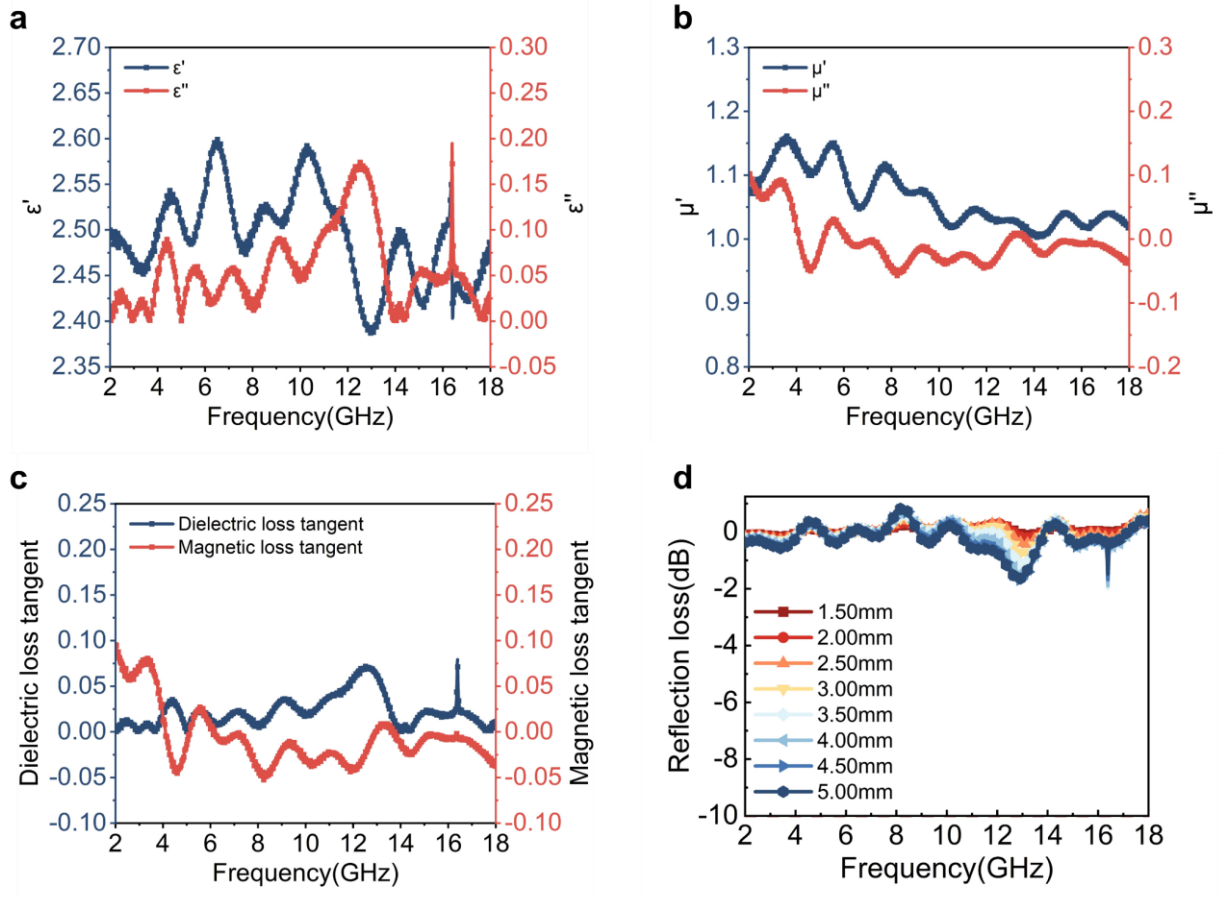 a
2.70
2.65
2.60
2.55
2.50
2.45
2.40
2.35
ε'
ε'
ε"
0.30
0.25
0.20
0.15
0.10
0.05
0.00
-0.05
ε"
2 4 6 8 10 12 14 16 18
Frequency(GHz)
b
1.3
1.2
1.1
1.0
0.9
0.8
μ'
μ'
μ"
0.3
0.2
0.1
0.0
-0.1
-0.2
μ"
2 4 6 8 10 12 14 16 18
Frequency(GHz)
c
0.25
0.20
0.15
0.10
0.05
0.00
-0.05
-0.10
Dielectric loss tangent
Dielectric loss tangent
Magnetic loss tangent
0.25
0.20
0.15
0.10
0.05
0.00
-0.05
-0.10
Magnetic loss tangent
2 4 6 8 10 12 14 16 18
Frequency(GHz)
d
0
-2
-4
-6
-8
-10
Reflection loss(dB)
1.50mm
2.00mm
2.50mm
3.00mm
3.50mm
4.00mm
4.50mm
5.00mm
2 4 6 8 10 12 14 16 18
Frequency(GHz)